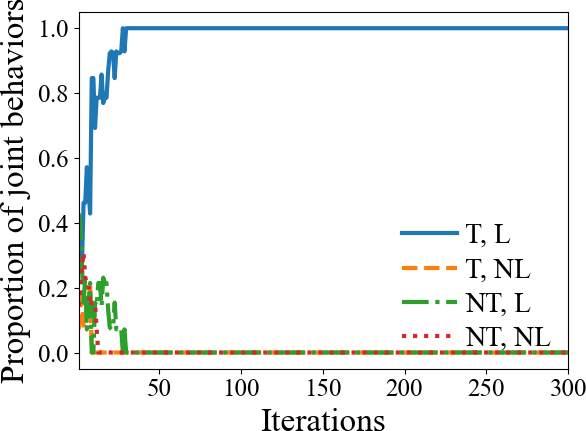 Proportion of joint behaviors
1.0
0.8
0.6
0.4
0.2
0.0
T, L
T, NL
NT, L
NT, NL
50 100 150 200 250 300
Iterations